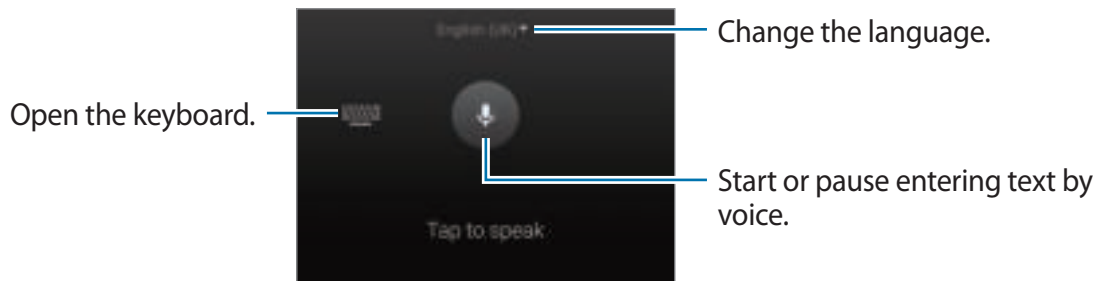 English (UK)
Change the language.
Open the keyboard.
Start or pause entering text by
voice.
Tap to speak